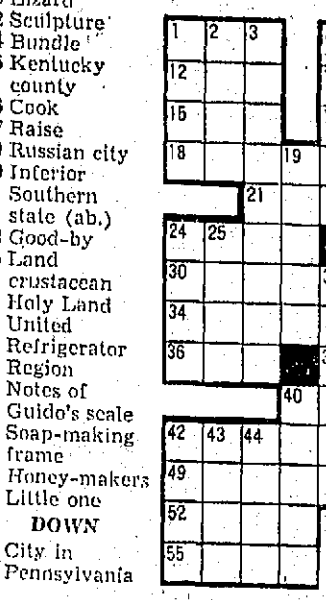 Lizard
Sculpture
Bundle
Kentucky
county
Cook
Raise
Russian city
Inferior
Southern
state (ab.)
Good-by
Land
crustacean
Holy Land
United
Refrigerator
Region
Notes of
Guido's scale
Soap-making
frame
Honey-makers
Little one
DOWN
City in
Pennsylvania
1 2 3
12
15
18 19
21
24 25
30
34
36
40
42 43 44
49
52
55